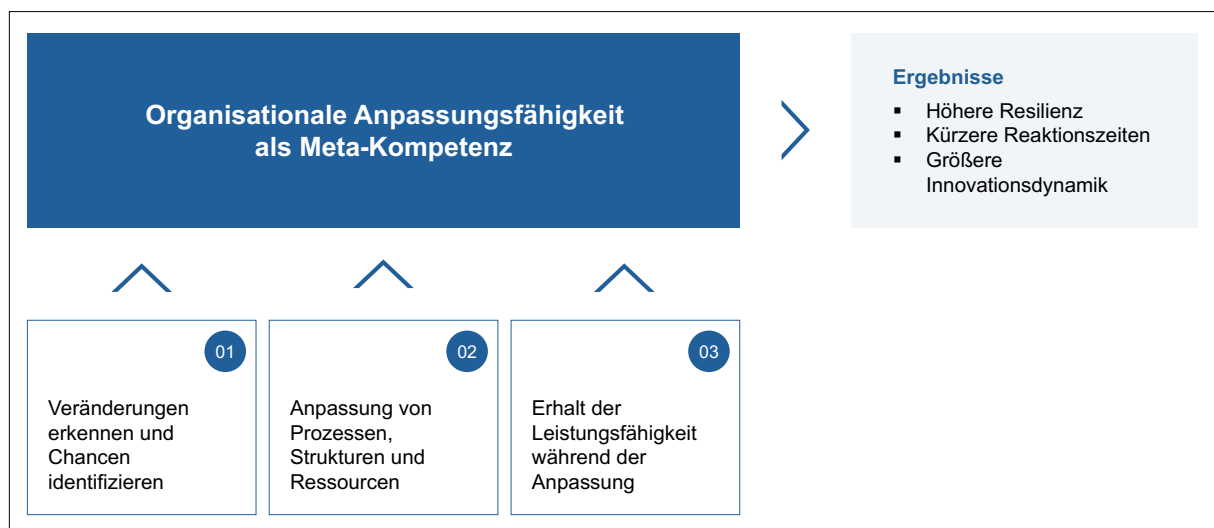 Organisationale Anpassungsfähigkeit
als Meta-Kompetenz
Ergebnisse
▪ Höhere Resilienz
▪ Kürzere Reaktionszeiten
▪ Größere
Innovationsdynamik
01
Veränderungen
erkennen und
Chancen
identifizieren
02
Anpassung von
Prozessen,
Strukturen und
Ressourcen
03
Erhalt der
Leistungsfähigkeit
während der
Anpassung